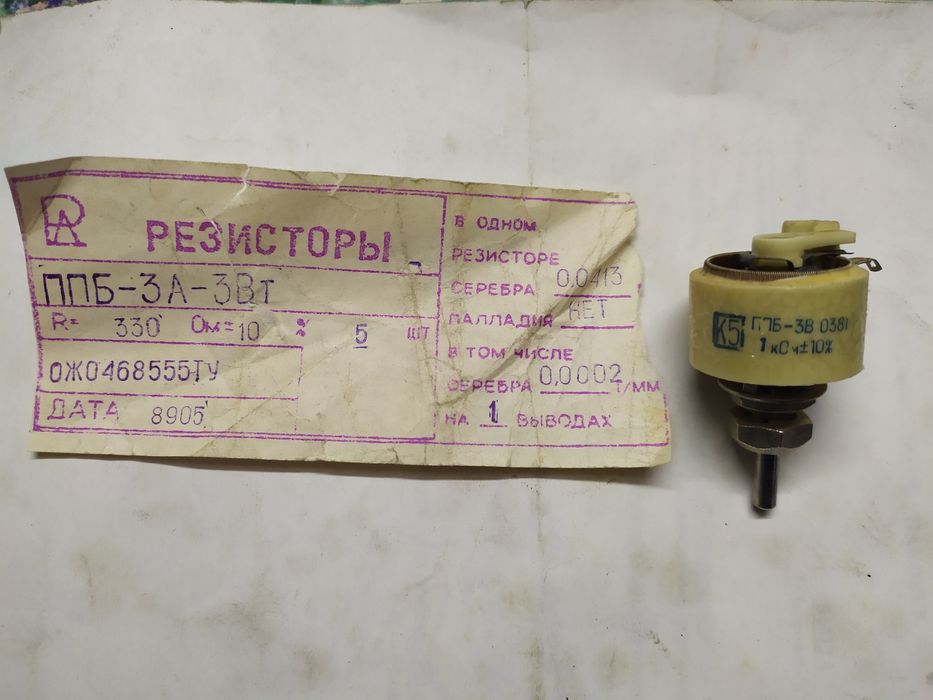 РЕЗИСТОРЫ
ППБ-3А-3Вт
R= 330 Ом±10 % 5 ШТ
ОЖ0468555ТУ
ДАТА 8905
В ОДНОМ
РЕЗИСТОРЕ
СЕРЕБРА 0,0413
ПАЛЛАДИЯ НЕТ
В ТОМ ЧИСЛЕ
СЕРЕБРА 0,0002 Г/ММ
НА 1 ВЫВОДАХ
К5
ППБ-3В 0381
1 кОм±10%